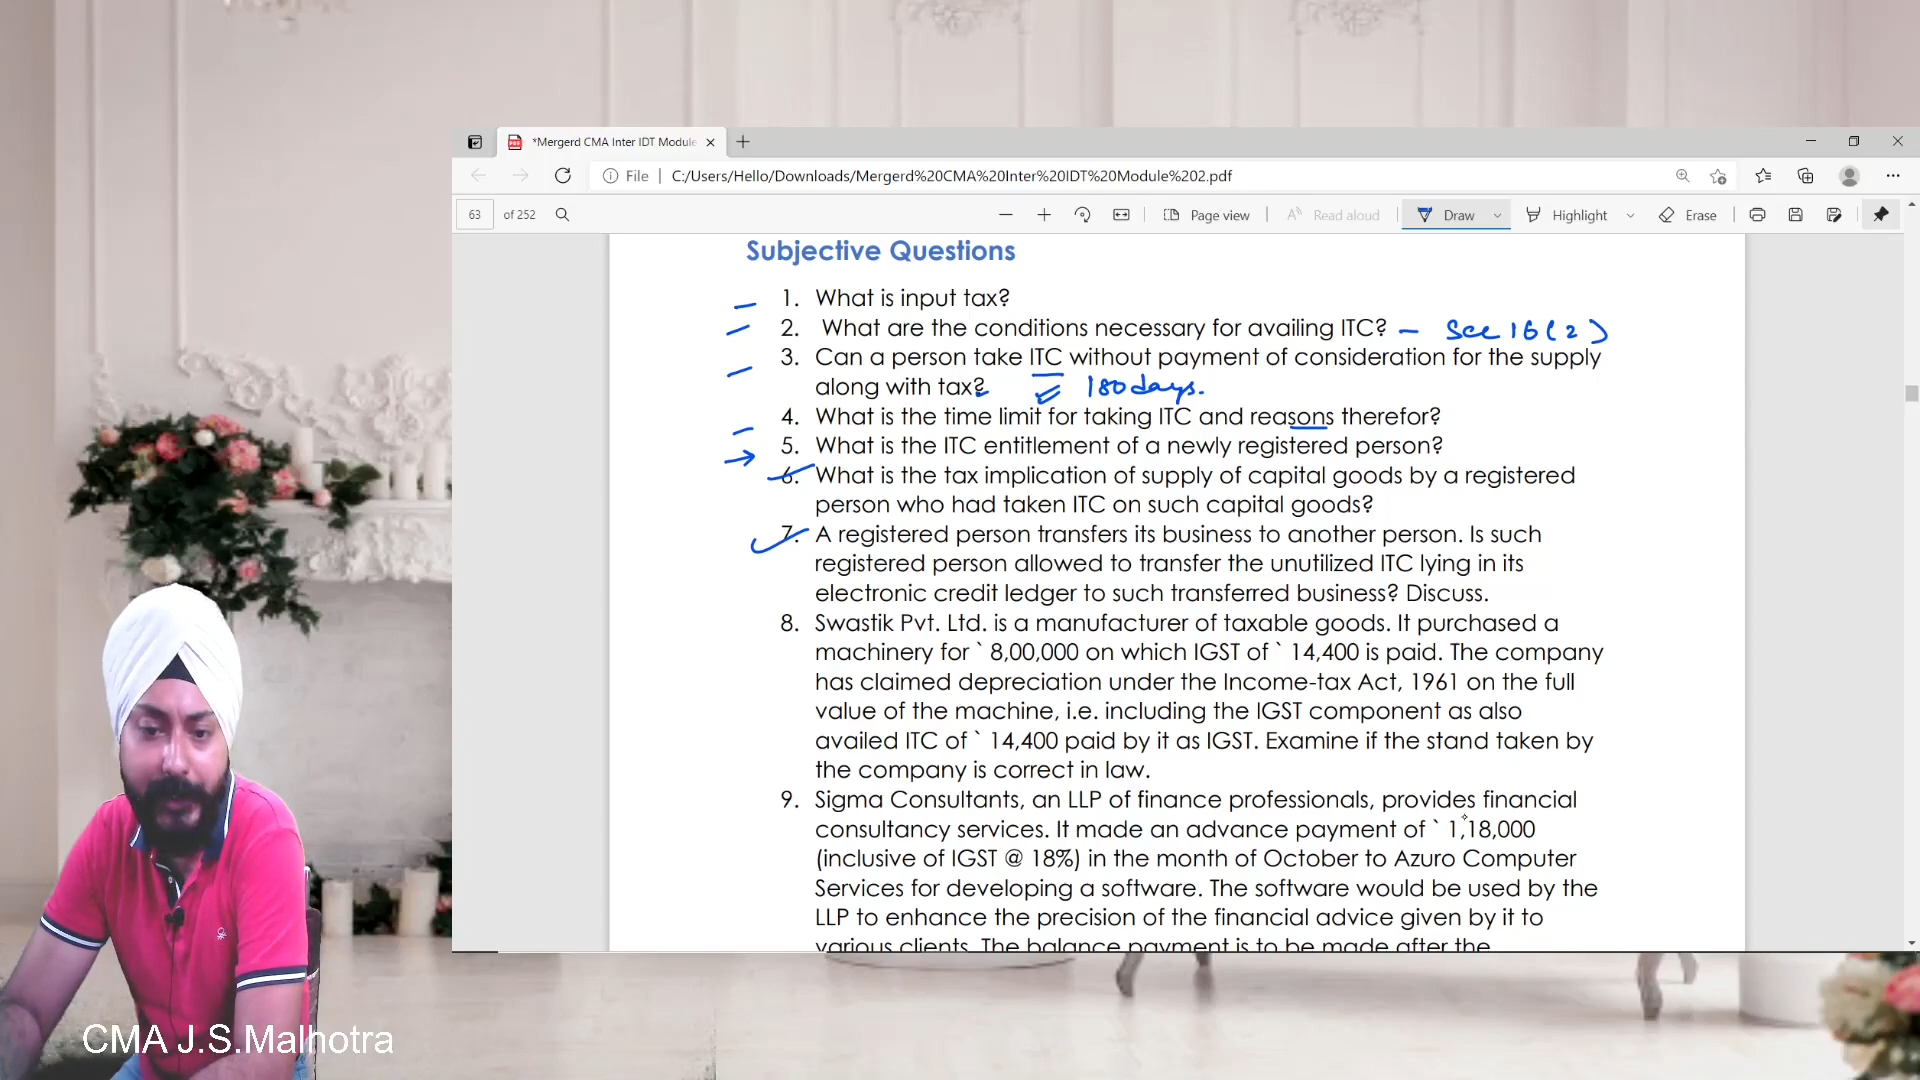 *Mergerd CMA Inter IDT Module
File | C:/Users/Hello/Downloads/Mergerd%20CMA%20Inter%20IDT%20Module%202.pdf
63 of 252
Page view
Read aloud
Draw
Highlight
Erase
Subjective Questions
1. What is input tax?
2. What are the conditions necessary for availing ITC? - Sec 16(2)
3. Can a person take ITC without payment of consideration for the supply
along with tax? 180 days.
4. What is the time limit for taking ITC and reasons therefor?
5. What is the ITC entitlement of a newly registered person?
6. What is the tax implication of supply of capital goods by a registered
person who had taken ITC on such capital goods?
7. A registered person transfers its business to another person. Is such
registered person allowed to transfer the unutilized ITC lying in its
electronic credit ledger to such transferred business? Discuss.
8. Swastik Pvt. Ltd. is a manufacturer of taxable goods. It purchased a
machinery for ` 8,00,000 on which IGST of ` 14,400 is paid. The company
has claimed depreciation under the Income-tax Act, 1961 on the full
value of the machine, i.e. including the IGST component as also
availed ITC of ` 14,400 paid by it as IGST. Examine if the stand taken by
the company is correct in law.
9. Sigma Consultants, an LLP of finance professionals, provides financial
consultancy services. It made an advance payment of ` 1,18,000
(inclusive of IGST @ 18%) in the month of October to Azuro Computer
Services for developing a software. The software would be used by the
LLP to enhance the precision of the financial advice given by it to
various clients. The balance payment is to be made after the
CMA J.S.Malhotra